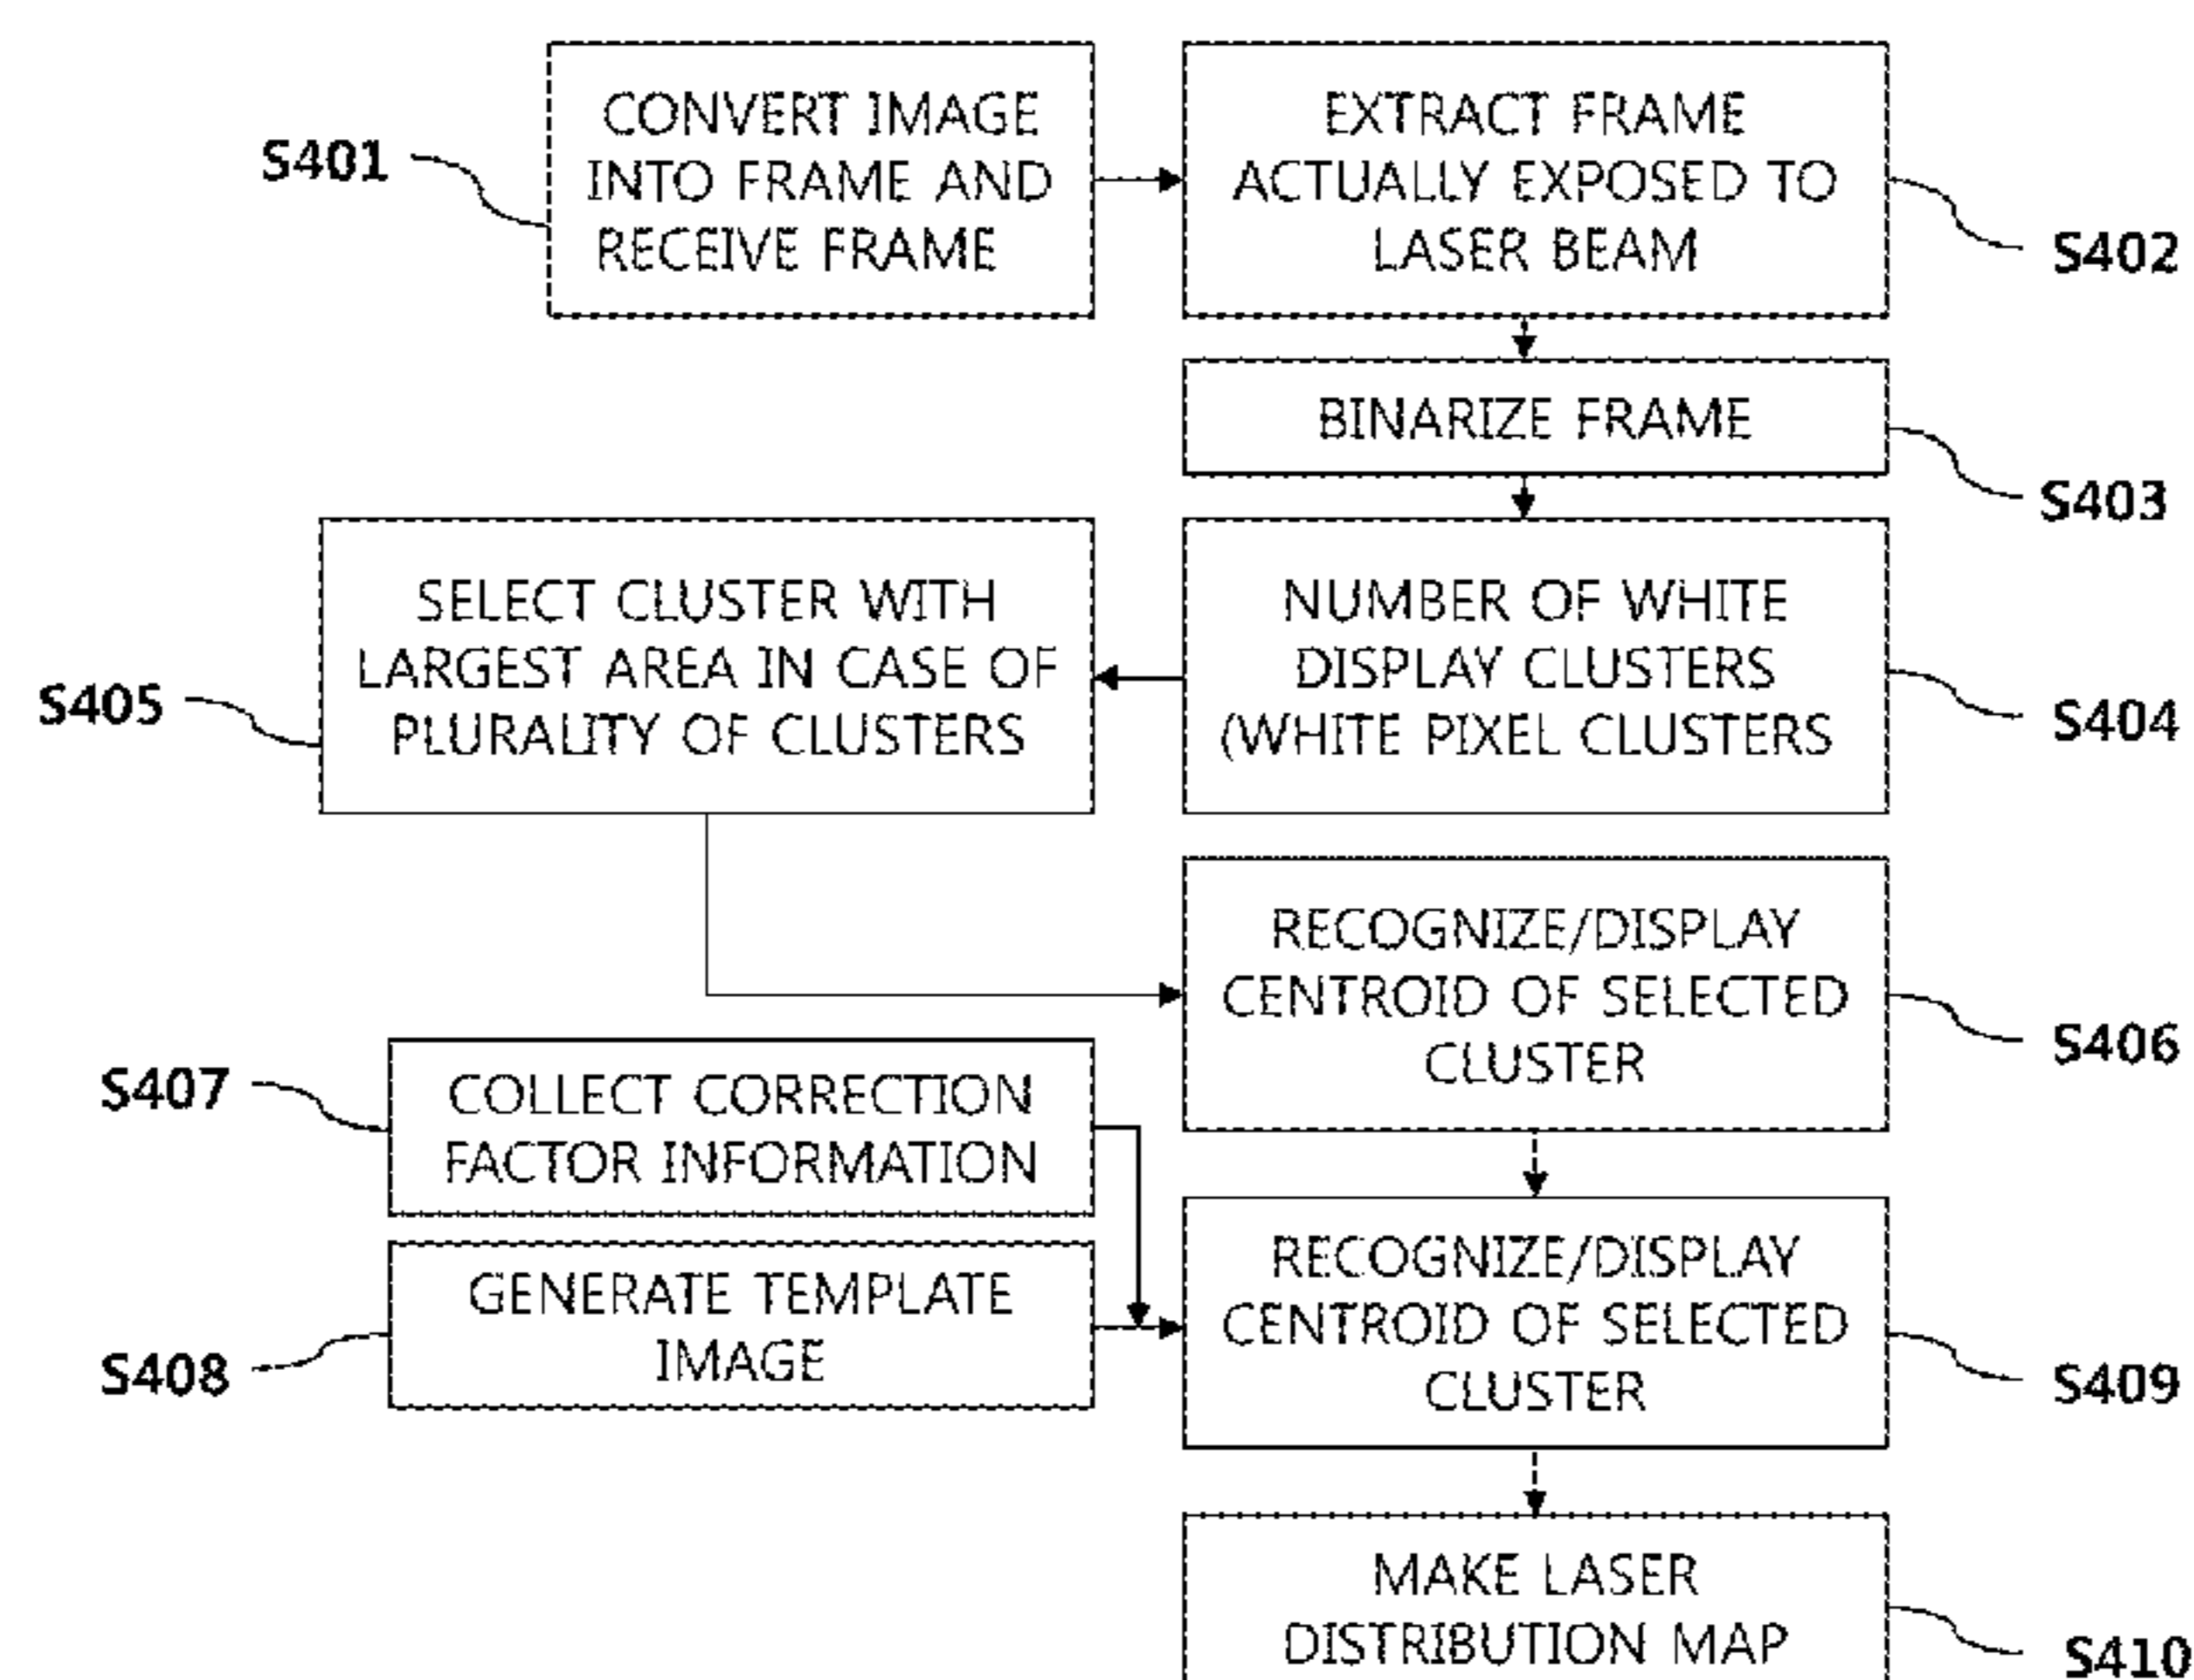 S401
CONVERT IMAGE
INTO FRAME AND
RECEIVE FRAME
EXTRACT FRAME
ACTUALLY EXPOSED TO
LASER BEAM
S402
BINARIZE FRAME
S403
NUMBER OF WHITE
DISPLAY CLUSTERS
(WHITE PIXEL CLUSTERS
S404
S405
SELECT CLUSTER WITH
LARGEST AREA IN CASE OF
PLURALITY OF CLUSTERS
RECOGNIZE/DISPLAY
CENTROID OF SELECTED
CLUSTER
S406
S407
COLLECT CORRECTION
FACTOR INFORMATION
S408
GENERATE TEMPLATE
IMAGE
RECOGNIZE/DISPLAY
CENTROID OF SELECTED
CLUSTER
S409
MAKE LASER
DISTRIBUTION MAP
S410